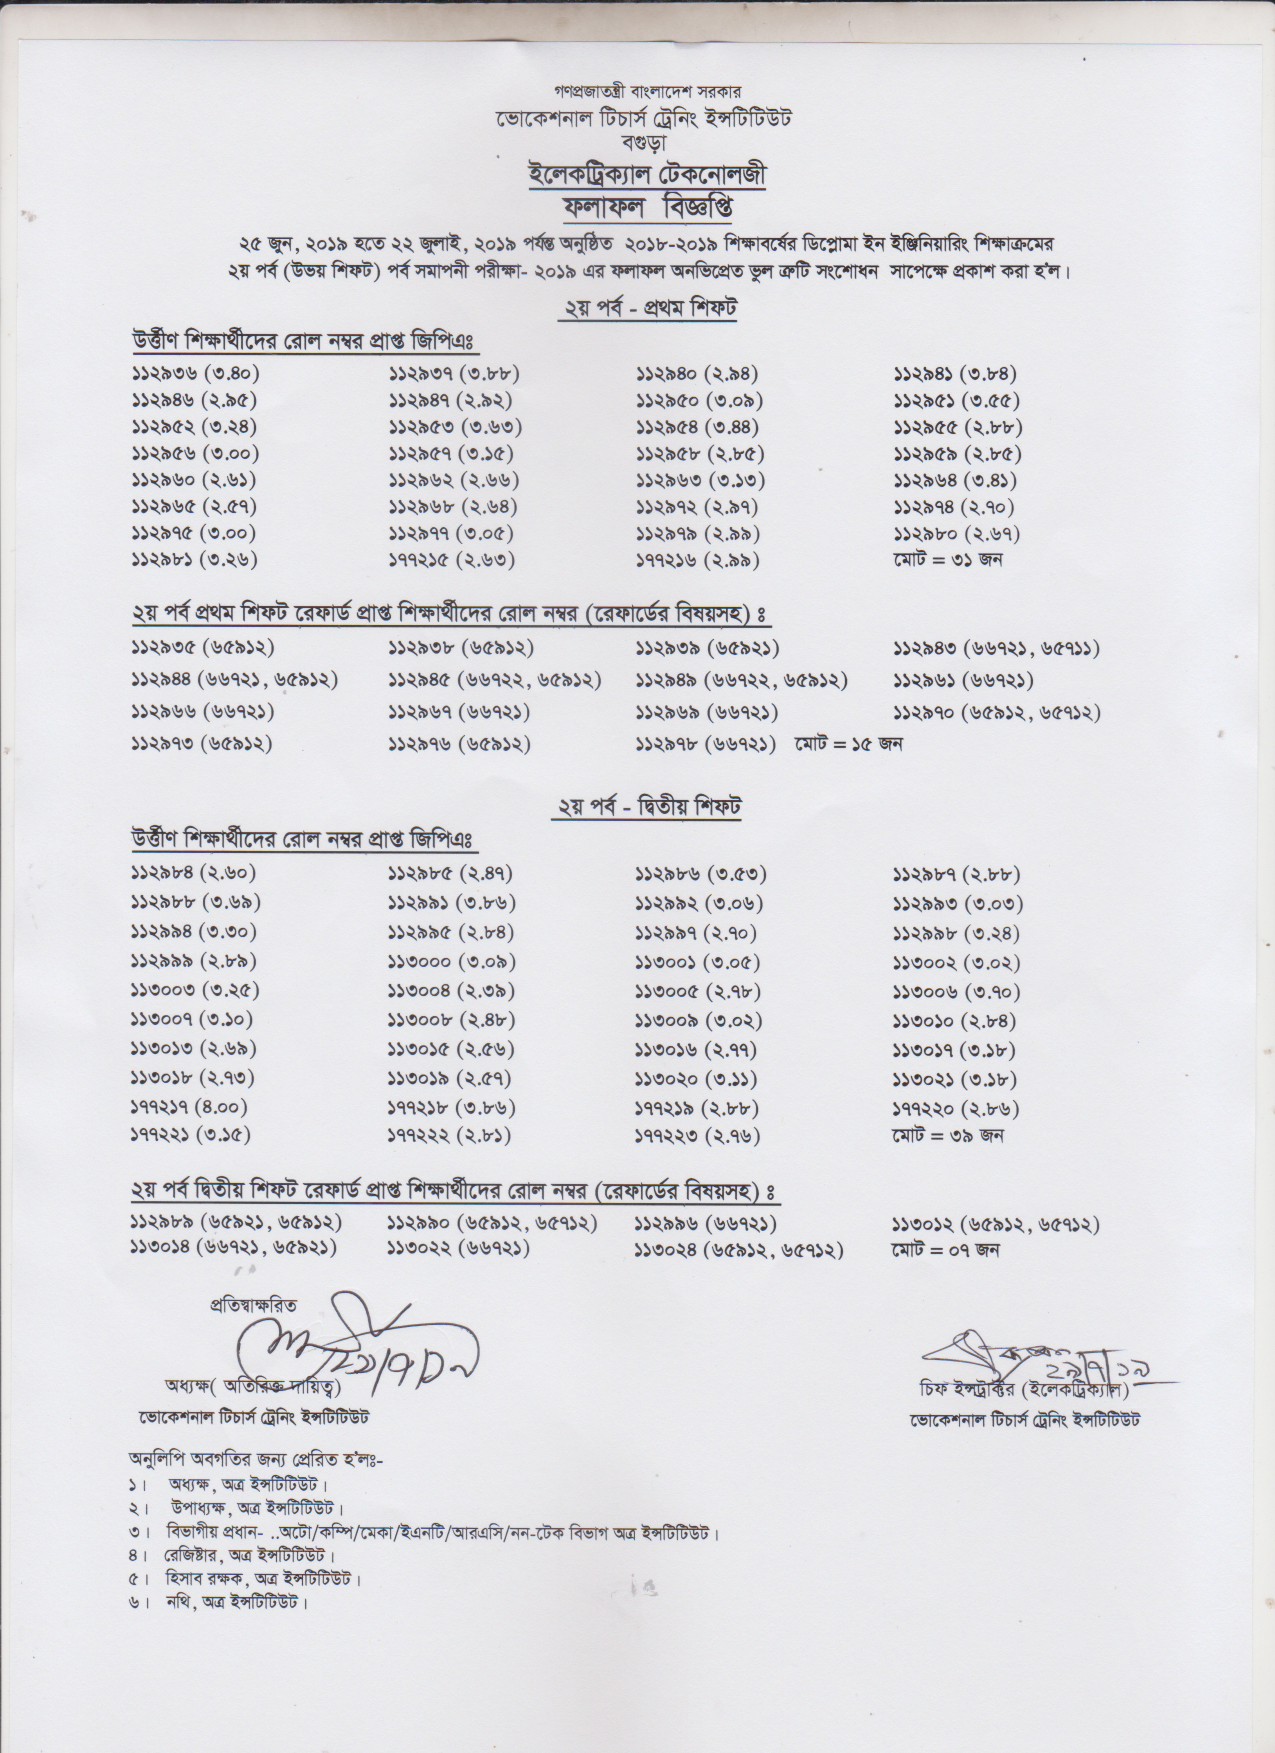 গণপ্রজাতন্ত্রী বাংলাদেশ সরকার
ভোকেশনাল টিচার্স ট্রেনিং ইন্সটিটিউট
বগুড়া
ইলেকট্রিক্যাল টেকনোলজী
ফলাফল বিজ্ঞপ্তি
২৫ জুন, ২০১৯ হতে ২২ জুলাই, ২০১৯ পর্যন্ত অনুষ্ঠিত ২০১৮-২০১৯ শিক্ষাবর্ষের ডিপ্লোমা ইন ইঞ্জিনিয়ারিং শিক্ষাক্রমের
২য় পর্ব (উভয় শিফট) পর্ব সমাপনী পরীক্ষা- ২০১৯ এর ফলাফল অনভিপ্রেত ভুল ত্রুটি সংশোধন সাপেক্ষে প্রকাশ করা হ'ল।
২য় পর্ব - প্রথম শিফট
উর্ত্তীণ শিক্ষার্থীদের রোল নম্বর প্রাপ্ত জিপিএঃ
১১২৯৩৬ (৩.৪০) ১১২৯৩৭ (৩.৮৮) ১১২৯৪০ (২.৯৪) ১১২৯৪১ (৩.৮৪)
১১২৯৪৬ (২.৯৫) ১১২৯৪৭ (২.৯২) ১১২৯৫০ (৩.০৯) ১১২৯৫১ (৩.৫৫)
১১২৯৫২ (৩.২৪) ১১২৯৫৩ (৩.৬৩) ১১২৯৫৪ (৩.৪৪) ১১২৯৫৫ (২.৮৮)
১১২৯৫৬ (৩.০০) ১১২৯৫৭ (৩.১৫) ১১২৯৫৮ (২.৮৫) ১১২৯৫৯ (২.৮৫)
১১২৯৬০ (২.৬১) ১১২৯৬২ (২.৬৬) ১১২৯৬৩ (৩.১৩) ১১২৯৬৪ (৩.৪১)
১১২৯৬৫ (২.৫৭) ১১২৯৬৮ (২.৬৪) ১১২৯৭২ (২.৯৭) ১১২৯৭৪ (২.৭০)
১১২৯৭৫ (৩.০০) ১১২৯৭৭ (৩.০৫) ১১২৯৭৯ (২.৯৯) ১১২৯৮০ (২.৬৭)
১১২৯৮১ (৩.২৬) ১৭৭২১৫ (২.৬৩) ১৭৭২১৬ (২.৯৯) মোট = ৩১ জন
২য় পর্ব প্রথম শিফট রেফার্ড প্রাপ্ত শিক্ষার্থীদের রোল নম্বর (রেফার্ডের বিষয়সহ) ঃ
১১২৯৩৫ (৬৫৯১২) ১১২৯৩৮ (৬৫৯১২) ১১২৯৩৯ (৬৫৯২১) ১১২৯৪৩ (৬৬৭২১, ৬৫৭১১)
১১২৯৪৪ (৬৬৭২১, ৬৫৯১২) ১১২৯৪৫ (৬৬৭২২, ৬৫৯১২) ১১২৯৪৯ (৬৬৭২২, ৬৫৯১২) ১১২৯৬১ (৬৬৭২১)
১১২৯৬৬ (৬৬৭২১) ১১২৯৬৭ (৬৬৭২১) ১১২৯৬৯ (৬৬৭২১) ১১২৯৭০ (৬৫৯১২, ৬৫৭১২)
১১২৯৭৩ (৬৫৯১২) ১১২৯৭৬ (৬৫৯১২) ১১২৯৭৮ (৬৬৭২১) মোট = ১৫ জন
২য় পর্ব - দ্বিতীয় শিফট
উর্ত্তীণ শিক্ষার্থীদের রোল নম্বর প্রাপ্ত জিপিএঃ
১১২৯৮৪ (২.৬০) ১১২৯৮৫ (২.৪৭) ১১২৯৮৬ (৩.৫৩) ১১২৯৮৭ (২.৮৮)
১১২৯৮৮ (৩.৬৯) ১১২৯৯১ (৩.৮৬) ১১২৯৯২ (৩.০৬) ১১২৯৯৩ (৩.০৩)
১১২৯৯৪ (৩.৩০) ১১২৯৯৫ (২.৮৪) ১১২৯৯৭ (২.৭০) ১১২৯৯৮ (৩.২৪)
১১২৯৯৯ (২.৮৯) ১১৩০০০ (৩.০৯) ১১৩০০১ (৩.০৫) ১১৩০০২ (৩.০২)
১১৩০০৩ (৩.২৫) ১১৩০০৪ (২.৩৯) ১১৩০০৫ (২.৭৮) ১১৩০০৬ (৩.৭০)
১১৩০০৭ (৩.১০) ১১৩০০৮ (২.৪৮) ১১৩০০৯ (৩.০২) ১১৩০১০ (২.৮৪)
১১৩০১৩ (২.৬৯) ১১৩০১৫ (২.৫৬) ১১৩০১৬ (২.৭৭) ১১৩০১৭ (৩.১৮)
১১৩০১৮ (২.৭৩) ১১৩০১৯ (২.৫৭) ১১৩০২০ (৩.১১) ১১৩০২১ (৩.১৮)
১৭৭২১৭ (৪.০০) ১৭৭২১৮ (৩.৮৬) ১৭৭২১৯ (২.৮৮) ১৭৭২২০ (২.৮৬)
১৭৭২২১ (৩.১৫) ১৭৭২২২ (২.৮১) ১৭৭২২৩ (২.৭৬) মোট = ৩৯ জন
২য় পর্ব দ্বিতীয় শিফট রেফার্ড প্রাপ্ত শিক্ষার্থীদের রোল নম্বর (রেফার্ডের বিষয়সহ) ঃ
১১২৯৮৯ (৬৫৯২১, ৬৫৯১২) ১১২৯৯০ (৬৫৯১২, ৬৫৭১২) ১১২৯৯৬ (৬৬৭২১) ১১৩০১২ (৬৫৯১২, ৬৫৭১২)
১১৩০১৪ (৬৬৭২১, ৬৫৯২১) ১১৩০২২ (৬৬৭২১) ১১৩০২৪ (৬৫৯১২, ৬৫৭১২) মোট = ০৭ জন
প্রতিস্বাক্ষরিত
২৯/৭/১৯
অধ্যক্ষ( অতিরিক্ত দায়িত্ব) চিফ ইন্সট্রাক্টর (ইলেকট্রিক্যাল)
ভোকেশনাল টিচার্স ট্রেনিং ইন্সটিটিউট ভোকেশনাল টিচার্স ট্রেনিং ইন্সটিটিউট
অনুলিপি অবগতির জন্য প্রেরিত হ'লঃ-
১। অধ্যক্ষ, অত্র ইন্সটিটিউট।
২। উপাধ্যক্ষ, অত্র ইন্সটিটিউট।
৩। বিভাগীয় প্রধান- ..অটো/কম্পি/মেকা/ইএনটি/আরএসি/নন-টেক বিভাগ অত্র ইন্সটিটিউট।
৪। রেজিষ্টার, অত্র ইন্সটিটিউট।
৫। হিসাব রক্ষক, অত্র ইন্সটিটিউট।
৬। নথি, অত্র ইন্সটিটিউট।